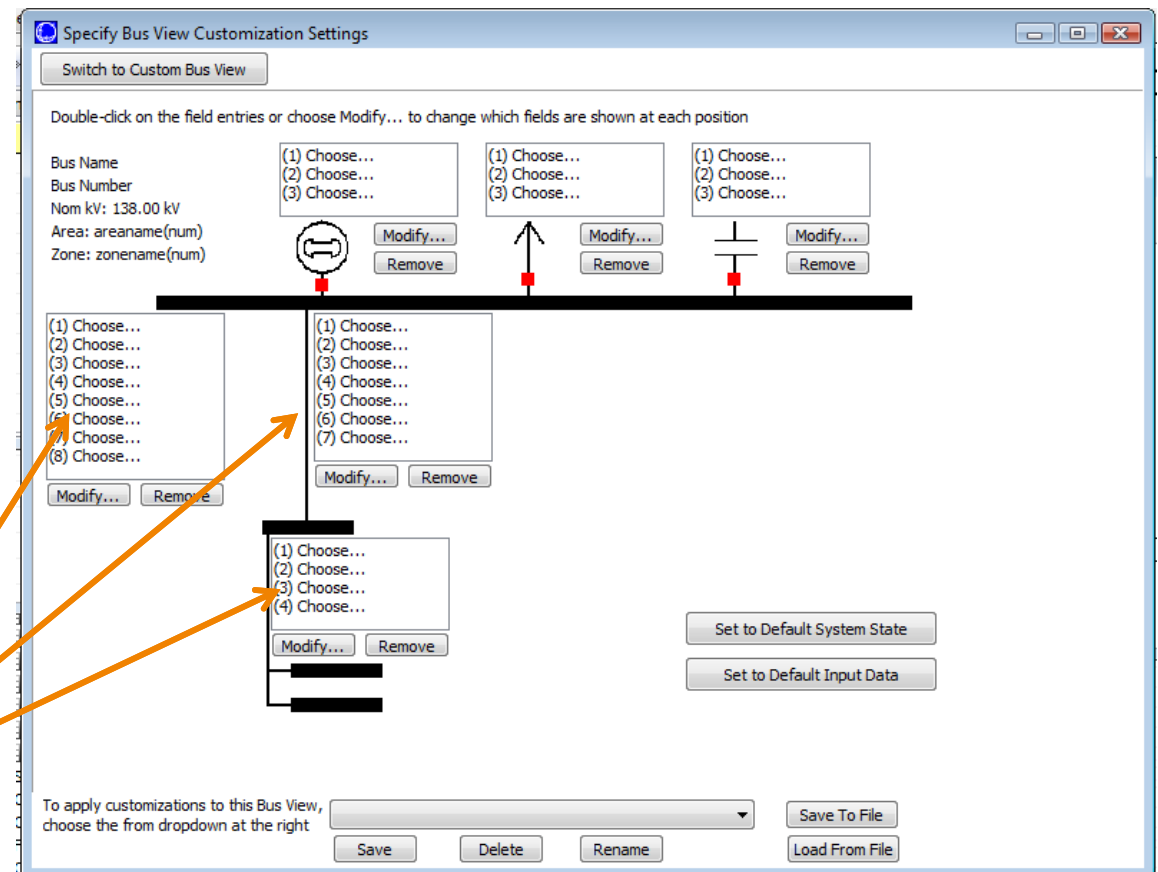 Specify Bus View Customization Settings
Switch to Custom Bus View
Double-click on the field entries or choose Modify... to change which fields are shown at each position
Bus Name
Bus Number
Nom kV: 138.00 kV
Area: areaname(num)
Zone: zonename(num)
(1) Choose...
(2) Choose...
(3) Choose...
Modify...
Remove
(1) Choose...
(2) Choose...
(3) Choose...
Modify...
Remove
(1) Choose...
(2) Choose...
(3) Choose...
Modify...
Remove
(1) Choose...
(2) Choose...
(3) Choose...
(4) Choose...
(5) Choose...
(6) Choose...
(7) Choose...
(8) Choose...
Modify... Remove
(1) Choose...
(2) Choose...
(3) Choose...
(4) Choose...
(5) Choose...
(6) Choose...
(7) Choose...
Modify... Remove
(1) Choose...
(2) Choose...
(3) Choose...
(4) Choose...
Modify... Remove
Set to Default System State
Set to Default Input Data
To apply customizations to this Bus View,
choose the from dropdown at the right
Save To File
Save Delete Rename Load From File